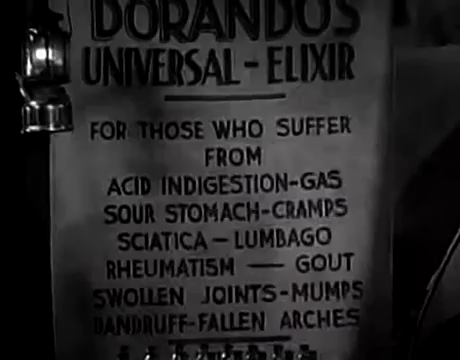 DORANDO'S
UNIVERSAL-ELIXIR
FOR THOSE WHO SUFFER
FROM
ACID INDIGESTION-GAS
SOUR STOMACH-CRAMPS
SCIATICA-LUMBAGO
RHEUMATISM — GOUT
SWOLLEN JOINTS-MUMPS
DANDRUFF-FALLEN ARCHES